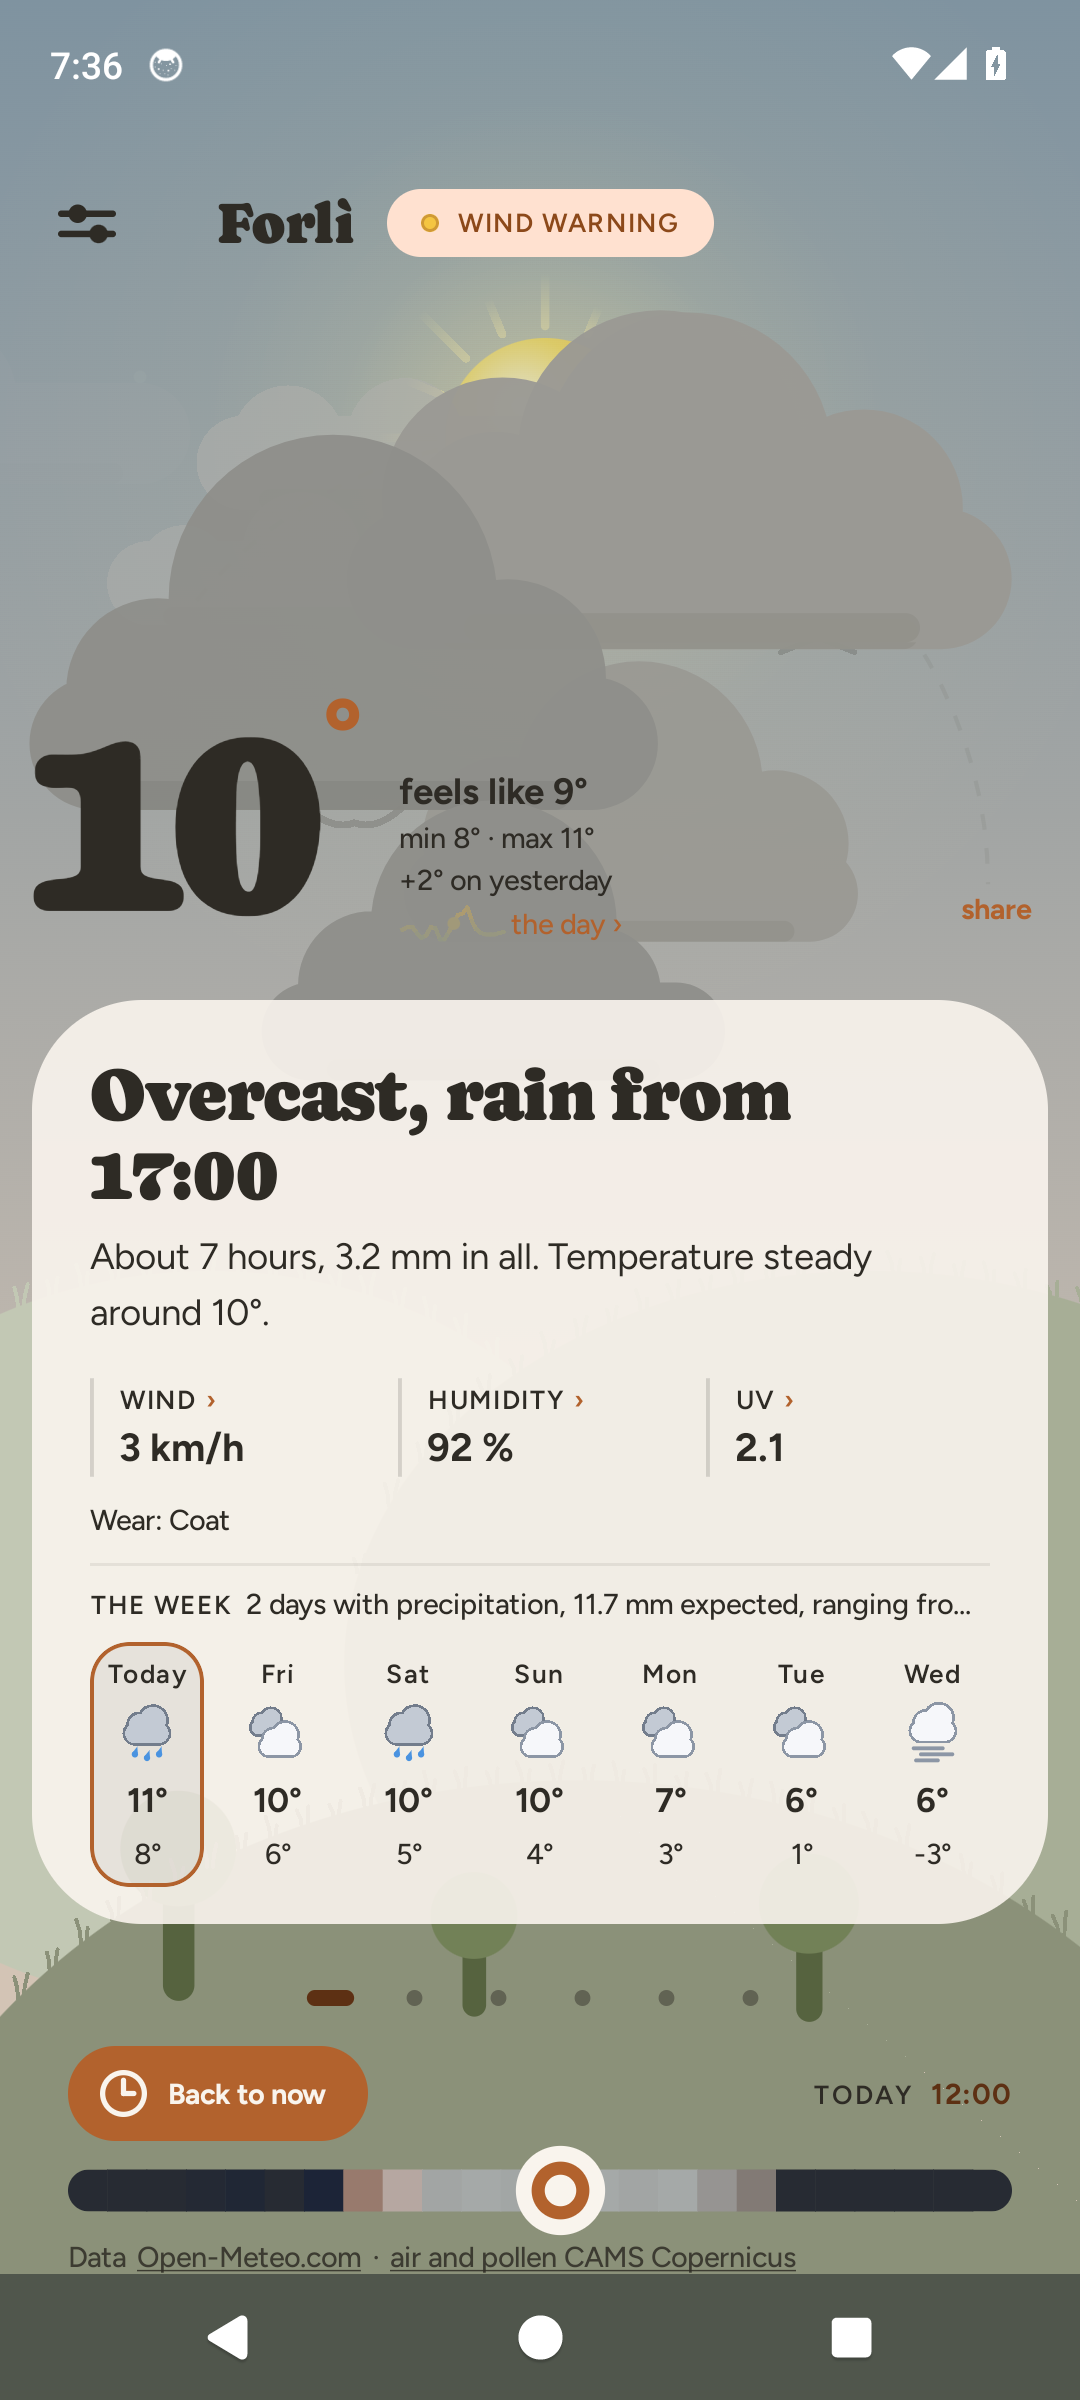 7:36
Forlì
WIND WARNING
10°
feels like 9°
min 8° · max 11°
+2° on yesterday
the day ›
share
Overcast, rain from
17:00
About 7 hours, 3.2 mm in all. Temperature steady
around 10°.
WIND › HUMIDITY › UV ›
3 km/h 92 % 2.1
Wear: Coat
THE WEEK 2 days with precipitation, 11.7 mm expected, ranging fro...
Today Fri Sat Sun Mon Tue Wed
11° 10° 10° 10° 7° 6° 6°
8° 6° 5° 4° 3° 1° -3°
Back to now
TODAY 12:00
Data Open-Meteo.com · air and pollen CAMS Copernicus